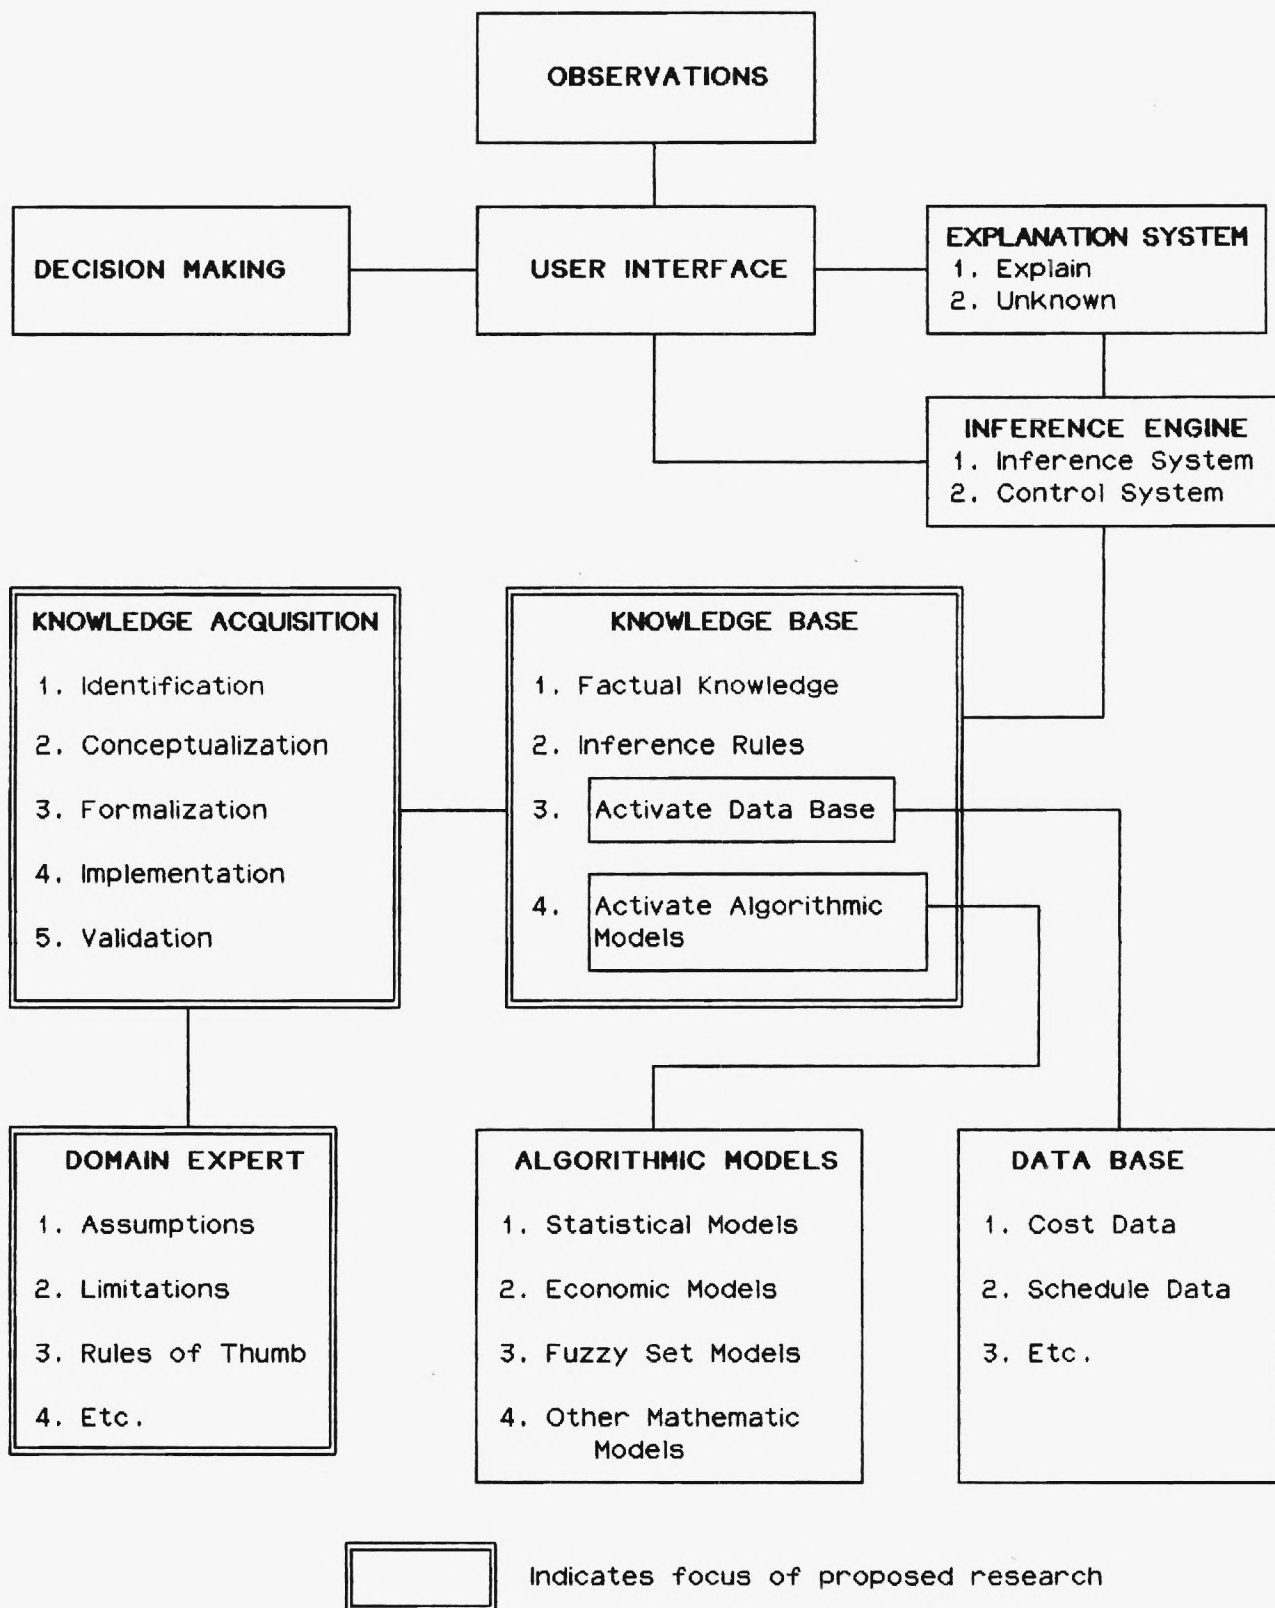 OBSERVATIONS
DECISION MAKING
USER INTERFACE
EXPLANATION SYSTEM
1. Explain
2. Unknown
INFERENCE ENGINE
1. Inference System
2. Control System
KNOWLEDGE ACQUISITION
1. Identification
2. Conceptualization
3. Formalization
4. Implementation
5. Validation
KNOWLEDGE BASE
1. Factual Knowledge
2. Inference Rules
3. Activate Data Base
4. Activate Algorithmic
Models
DOMAIN EXPERT
1. Assumptions
2. Limitations
3. Rules of Thumb
4. Etc.
ALGORITHMIC MODELS
1. Statistical Models
2. Economic Models
3. Fuzzy Set Models
4. Other Mathematic
Models
DATA BASE
1. Cost Data
2. Schedule Data
3. Etc.
Indicates focus of proposed research